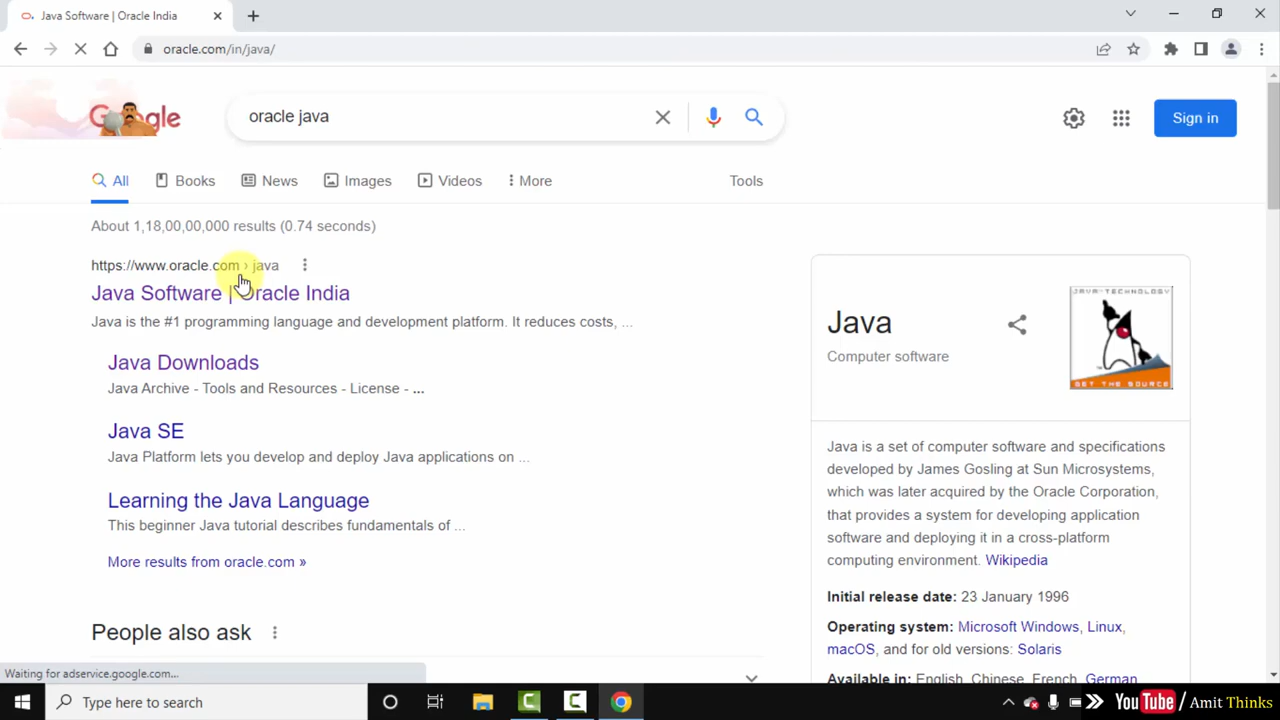 Java Software | Oracle India
oracle.com/in/java/
Google
oracle java
Sign in
All Books News Images Videos More Tools
About 1,18,00,00,000 results (0.74 seconds)
https://www.oracle.com › java
Java Software | Oracle India
Java is the #1 programming language and development platform. It reduces costs, ...
Java Downloads
Java Archive - Tools and Resources - License - ...
Java SE
Java Platform lets you develop and deploy Java applications on ...
Learning the Java Language
This beginner Java tutorial describes fundamentals of ...
More results from oracle.com »
People also ask
JAVA-TECHNOLOGY
GET THE SOURCE
Java
Computer software
Java is a set of computer software and specifications
developed by James Gosling at Sun Microsystems,
which was later acquired by the Oracle Corporation,
that provides a system for developing application
software and deploying it in a cross-platform
computing environment. Wikipedia
Initial release date: 23 January 1996
Operating system: Microsoft Windows, Linux,
macOS, and for old versions: Solaris
Available in: English, Chinese, French, German,
Waiting for adservice.google.com...
Type here to search
YouTube / Amit Thinks